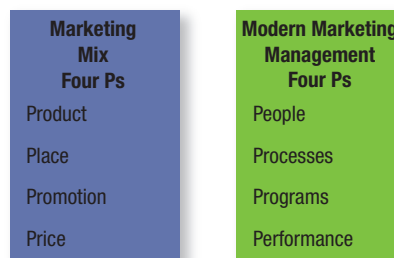 Marketing
Mix
Four Ps
Product
Place
Promotion
Price
Modern Marketing
Management
Four Ps
People
Processes
Programs
Performance